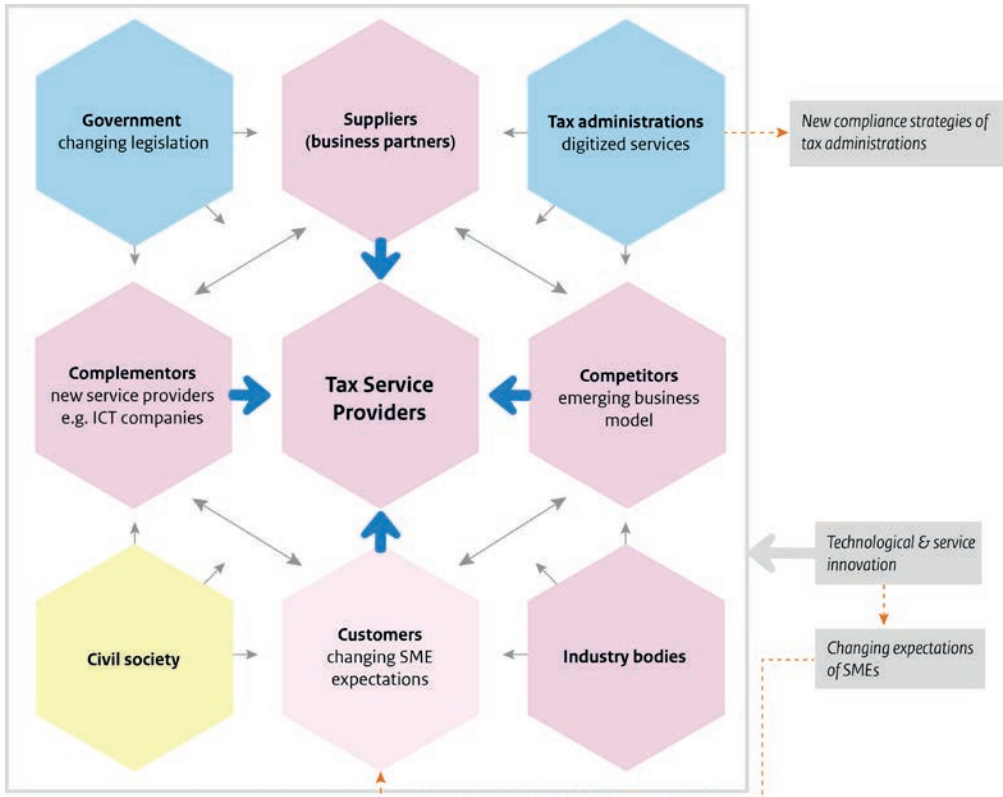 Government
changing legislation
Suppliers
(business partners)
Tax administrations
digitized services
New compliance strategies of
tax administrations
Complementors
new service providers
e.g. ICT companies
Tax Service
Providers
Competitors
emerging business
model
Technological & service
innovation
Civil society
Customers
changing SME
expectations
Industry bodies
Changing expectations
of SMEs